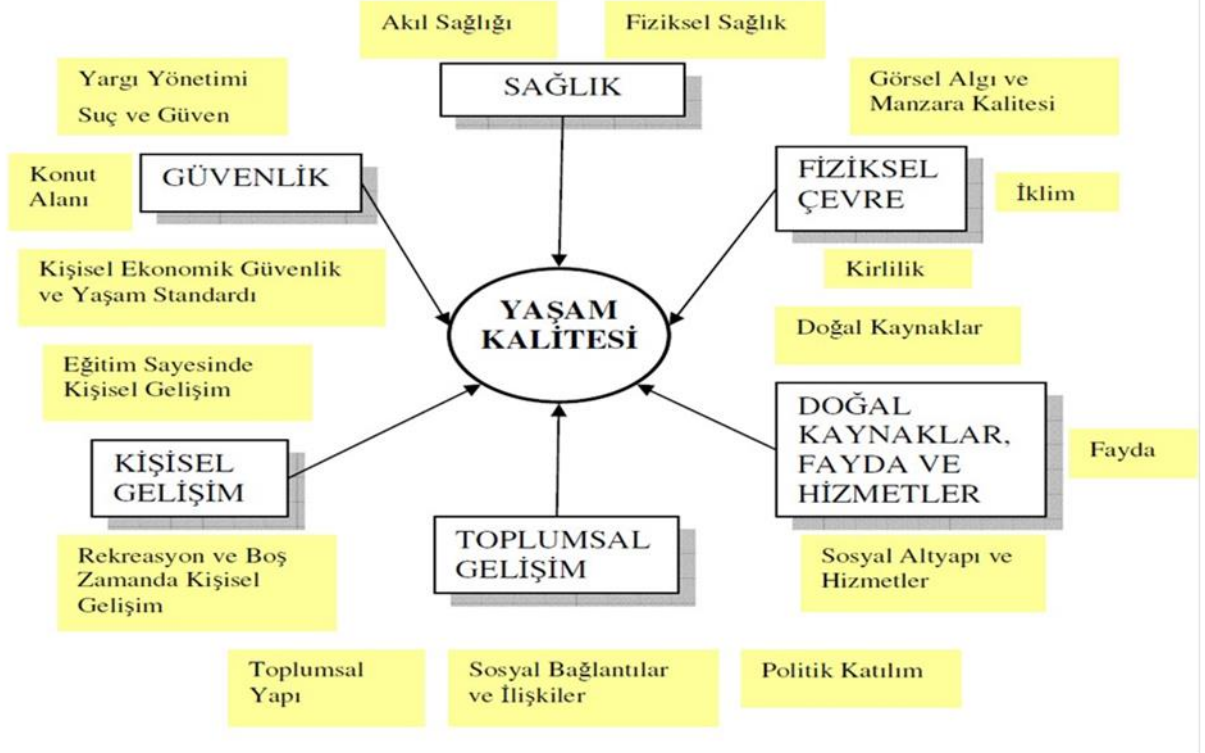 Akıl Sağlığı
Fiziksel Sağlık
SAĞLIK
Yargı Yönetimi
Suç ve Güven
Görsel Algı ve
Manzara Kalitesi
Konut
Alanı
GÜVENLİK
FİZİKSEL
ÇEVRE
İklim
Kişisel Ekonomik Güvenlik
ve Yaşam Standardı
Kirlilik
YAŞAM
KALİTESİ
Doğal Kaynaklar
Eğitim Sayesinde
Kişisel Gelişim
DOĞAL
KAYNAKLAR,
FAYDA VE
HİZMETLER
Fayda
KİŞİSEL
GELİŞİM
TOPLUMSAL
GELİŞİM
Rekreasyon ve Boş
Zamanda Kişisel
Gelişim
Sosyal Altyapı ve
Hizmetler
Toplumsal
Yapı
Sosyal Bağlantılar
ve İlişkiler
Politik Katılım